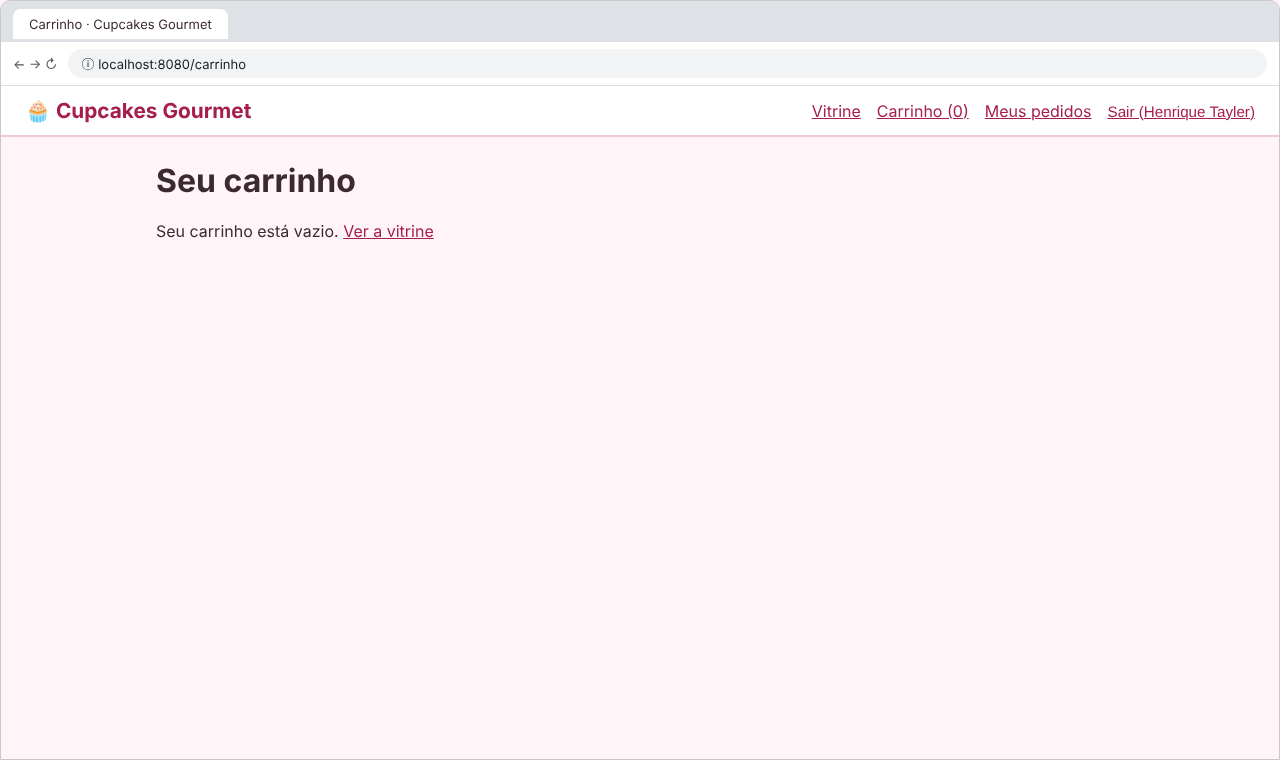 Carrinho · Cupcakes Gourmet
localhost:8080/carrinho
Cupcakes Gourmet
Vitrine Carrinho (0) Meus pedidos Sair (Henrique Tayler)
Seu carrinho
Seu carrinho está vazio. Ver a vitrine